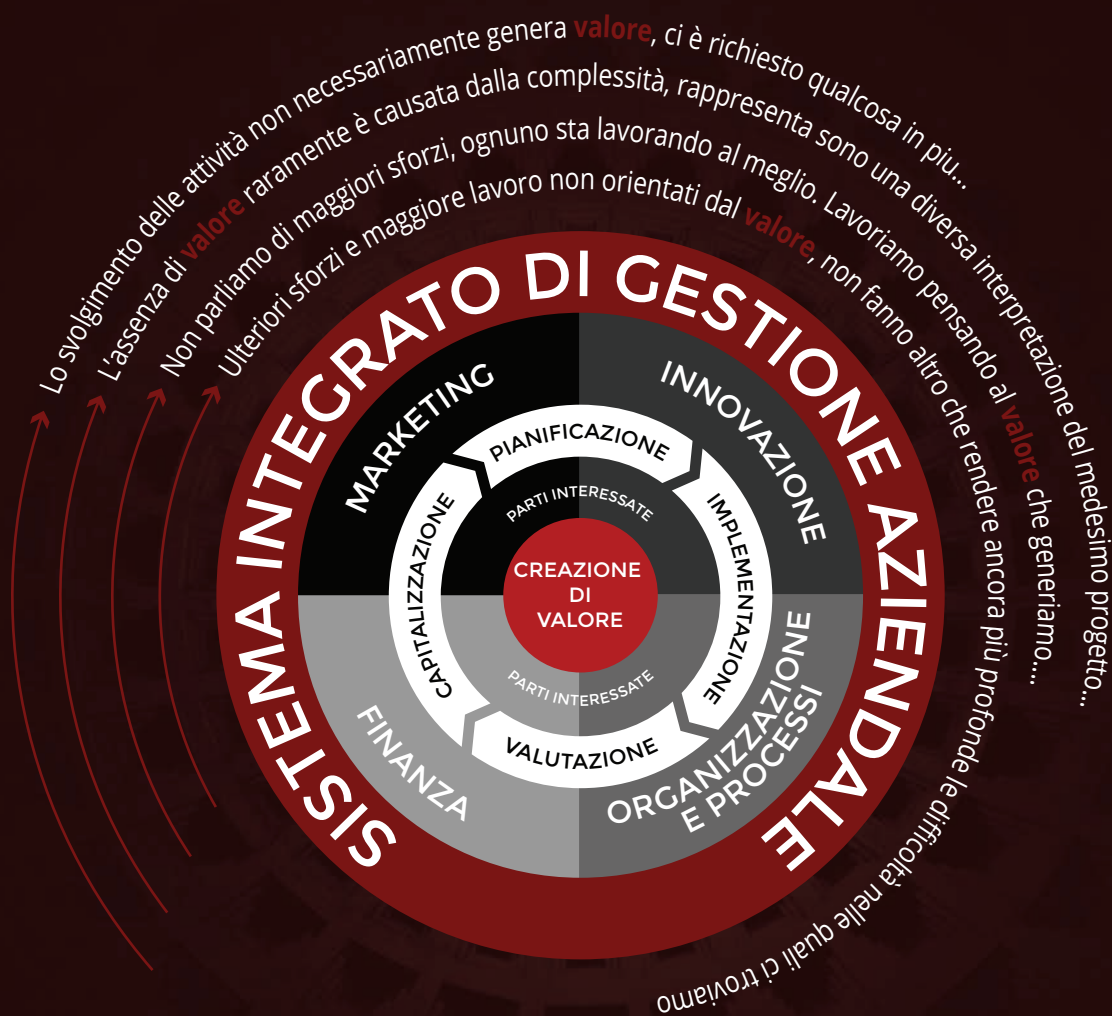 Lo svolgimento delle attività non necessariamente genera valore, ci è richiesto qualcosa in più...
L'assenza di valore raramente è causata dalla complessità, rappresenta sono una diversa interpretazione del medesimo progetto...
Non parliamo di maggiori sforzi, ognuno sta lavorando al meglio. Lavoriamo pensando al valore che generiamo....
Ulteriori sforzi e maggiore lavoro non orientati dal valore, non fanno altro che rendere ancora più profonde le difficoltà nelle quali ci troviamo
SISTEMA INTEGRATO DI GESTIONE AZIENDALE
MARKETING
INNOVAZIONE
PIANIFICAZIONE
IMPLEMENTAZIONE
CAPITALIZZAZIONE
PARTI INTERESSATE
CREAZIONE
DI
VALORE
PARTI INTERESSATE
VALUTAZIONE
FINANZA
ORGANIZZAZIONE
E PROCESSI